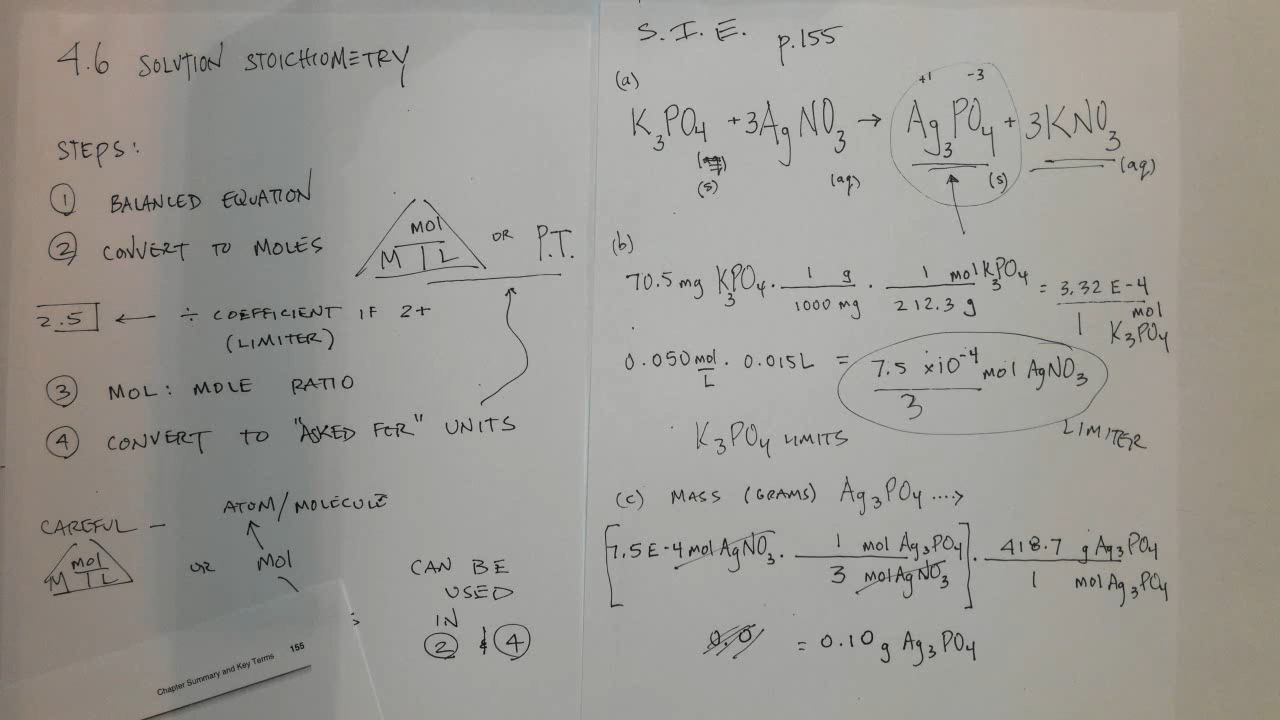 4.6 SOLUTION STOICHIOMETRY
STEPS:
① BALANCED EQUATION
② CONVERT TO MOLES
mol
M | L
OR P.T.
2.5 ← ÷ COEFFICIENT IF 2+
(LIMITER)
③ MOL: MOLE RATIO
④ CONVERT TO "ASKED FOR" UNITS
CAREFUL –
ATOM/MOLECULE
mol
M | L
OR Mol
CAN BE
USED
IN
② & ④
155
Chapter Summary and Key Terms
S. I. E. p.155
(a)
+1 -3
K₃PO₄ + 3AgNO₃ → Ag₃PO₄ + 3KNO₃
(s) (aq) (s) (aq)
(b)
70.5 mg K₃PO₄ · 1 g / 1000 mg · 1 mol K₃PO₄ / 212.3 g = 3.32 E-4 / 1 mol K₃PO₄
0.050 mol/L · 0.015L = 7.5 ×10⁻⁴ / 3 mol AgNO₃
LIMITER
K₃PO₄ LIMITS
(c) MASS (GRAMS) Ag₃PO₄ ....>
[7.5E-4 mol AgNO₃ · 1 mol Ag₃PO₄ / 3 mol AgNO₃] · 418.7 g Ag₃PO₄ / 1 mol Ag₃PO₄
0.0 = 0.10 g Ag₃PO₄